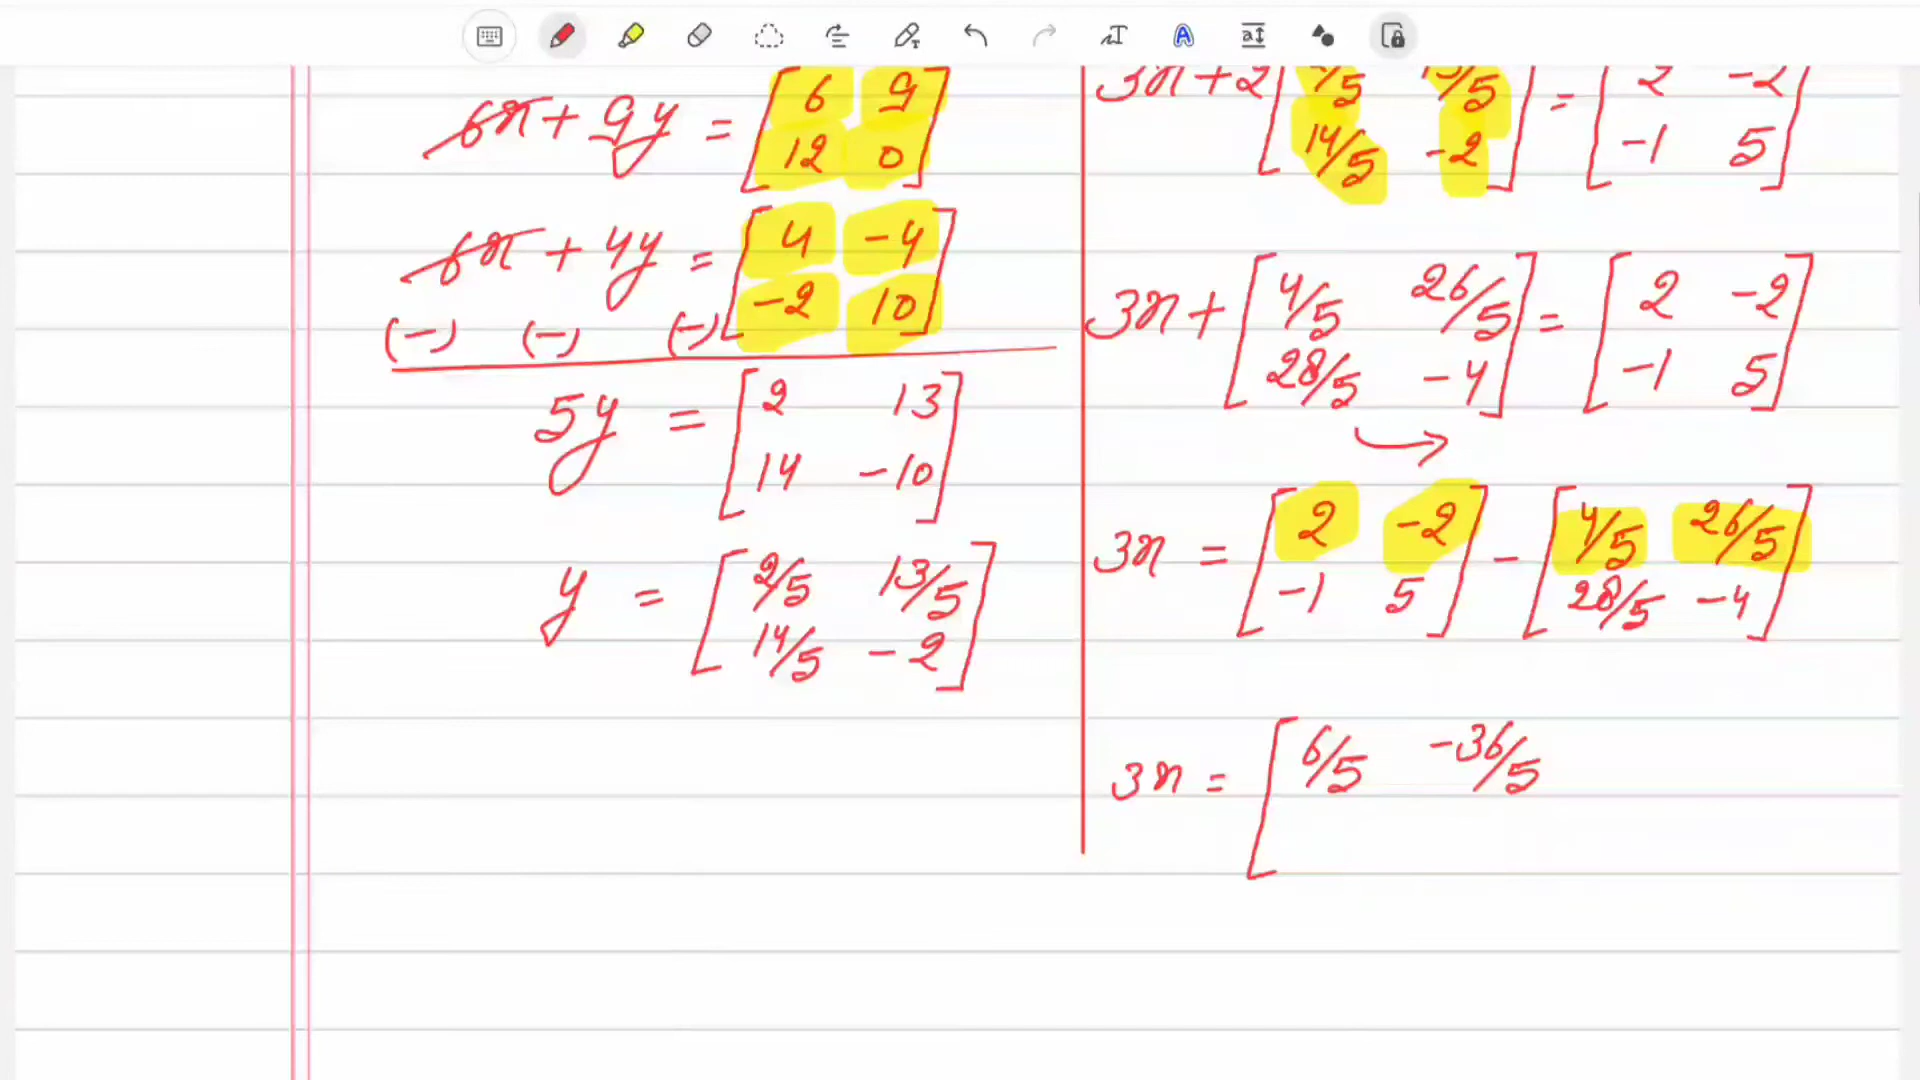 6x + 9y = [6 9
12 0]
6x + 4y = [4 -4
-2 10]
(-) (-) (-)
5y = [2 13
14 -10]
y = [2/5 13/5
14/5 -2]
3x + 2[2/5 13/5
14/5 -2] = [2 -2
-1 5]
3x + [4/5 26/5
28/5 -4] = [2 -2
-1 5]
3x = [2 -2
-1 5] - [4/5 26/5
28/5 -4]
3x = [6/5 -36/5